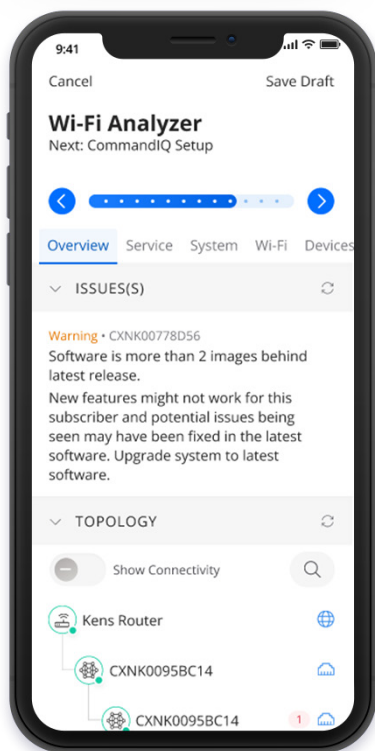 9:41
Cancel Save Draft
Wi-Fi Analyzer
Next: CommandIQ Setup
Overview Service System Wi-Fi Devices
ISSUES(S)
Warning • CXNK00778D56
Software is more than 2 images behind
latest release.
New features might not work for this
subscriber and potential issues being
seen may have been fixed in the latest
software. Upgrade system to latest
software.
TOPOLOGY
Show Connectivity
Kens Router
CXNK0095BC14
CXNK0095BC14 1